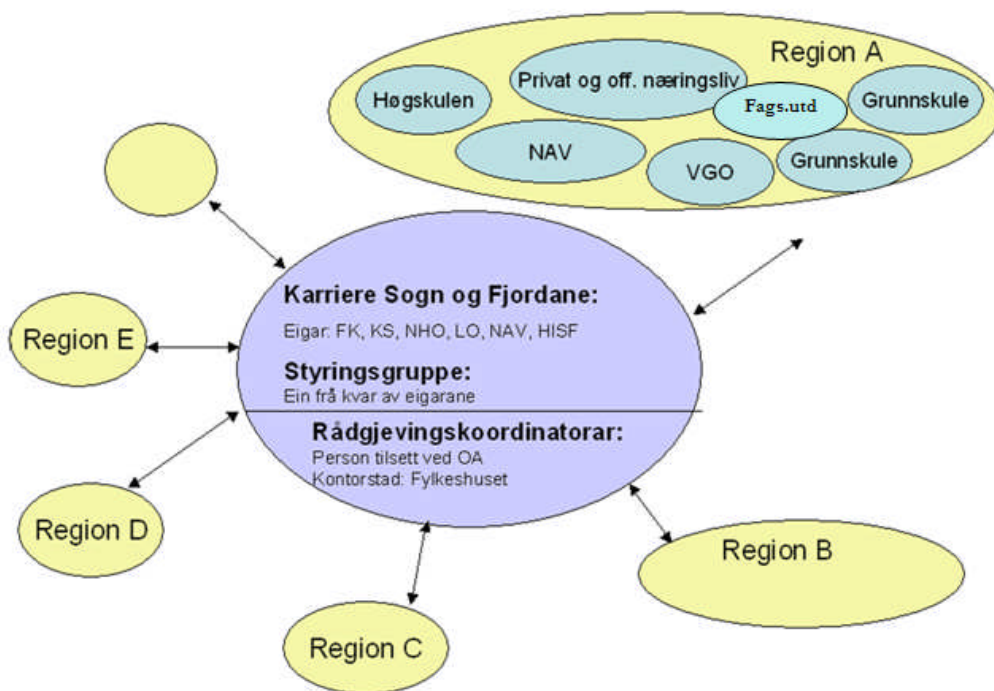 Region A
Privat og off. næringsliv
Høgskulen
Fags.utd
Grunnskule
NAV
VGO
Grunnskule
Karriere Sogn og Fjordane:
Eigar: FK, KS, NHO, LO, NAV, HISF
Styringsgruppe:
Ein frå kvar av eigarane
Rådgjevingskoordinatorar:
Person tilsett ved OA
Kontorstad: Fylkeshuset
Region E
Region D
Region B
Region C